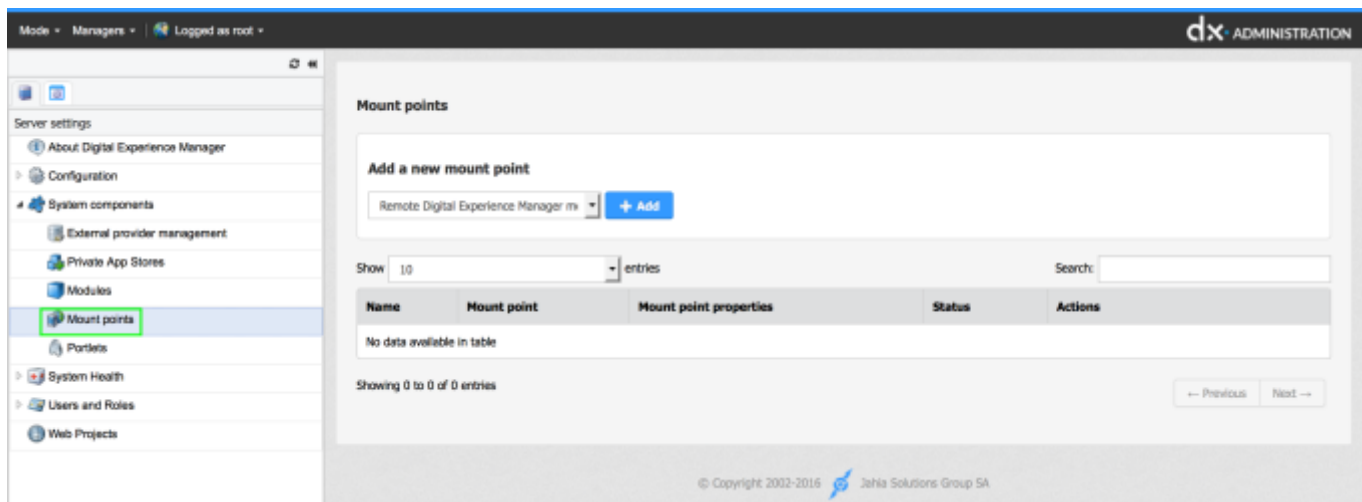 Mode Managers Logged as root
dx ADMINISTRATION
Server settings
About Digital Experience Manager
Configuration
System components
External provider management
Private App Stores
Modules
Mount points
Portlets
System Health
Users and Roles
Web Projects
Mount points
Add a new mount point
Remote Digital Experience Manager m
+ Add
Show 10 entries
Search:
Name Mount point Mount point properties Status Actions
No data available in table
Showing 0 to 0 of 0 entries
← Previous Next →
© Copyright 2002-2016 Jahia Solutions Group SA